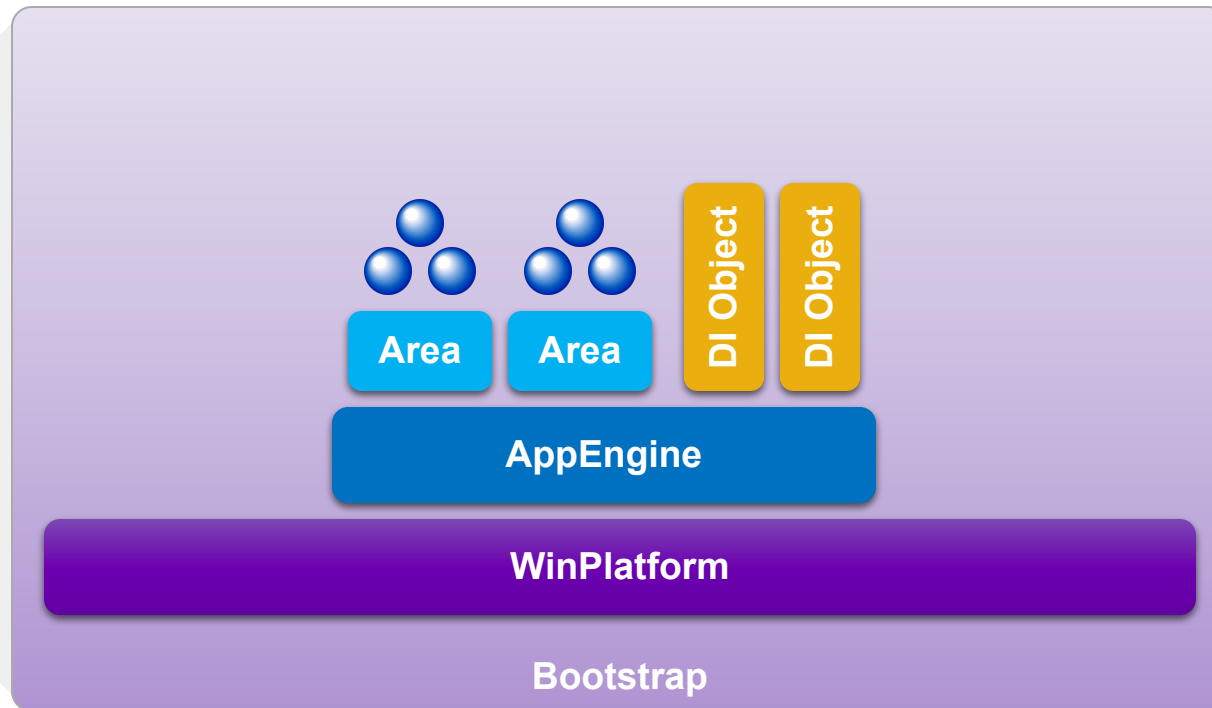 DI Object
DI Object
Area
Area
AppEngine
WinPlatform
Bootstrap